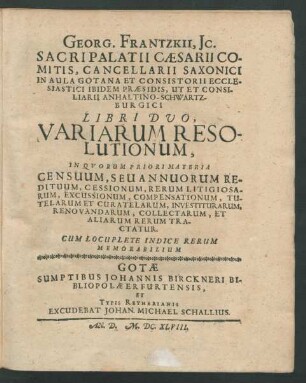 GEORG. FRANTZKII, JC.
SACRI PALATII CÆSARII CO-
MITIS, CANCELLARII SAXONICI
IN AULA GOTANA ET CONSISTORII ECCLE-
SIASTICI IBIDEM PRÆSIDIS, UT ET CONSI-
LIARII ANHALTINO-SCHWARTZ-
BURGICI
LIBRI DUO,
VARIARUM RESO-
LUTIONUM,
IN QVORUM PRIORI MATERIA
CENSUUM, SEU ANNUORUM RE-
DITUUM, CESSIONUM, RERUM LITIGIOSA-
RUM, EXCUSSIONUM, COMPENSATIONUM, TU-
TELARUM ET CURATELARUM, INVESTITURARUM,
RENOVANDARUM, COLLECTARUM, ET
ALIARUM RERUM TRA-
CTATUR.
CUM LOCUPLETE INDICE RERUM
MEMORABILIUM
GOTÆ
SUMPTIBUS JOHANNIS BIRCKNERI BI-
BLIOPOLÆ ERFURTENSIS,
ET
TYPIS REYHERIANIS
EXCUDEBAT JOHAN. MICHAEL SCHALLIUS.
AN. D. M. DC. XLVIII.